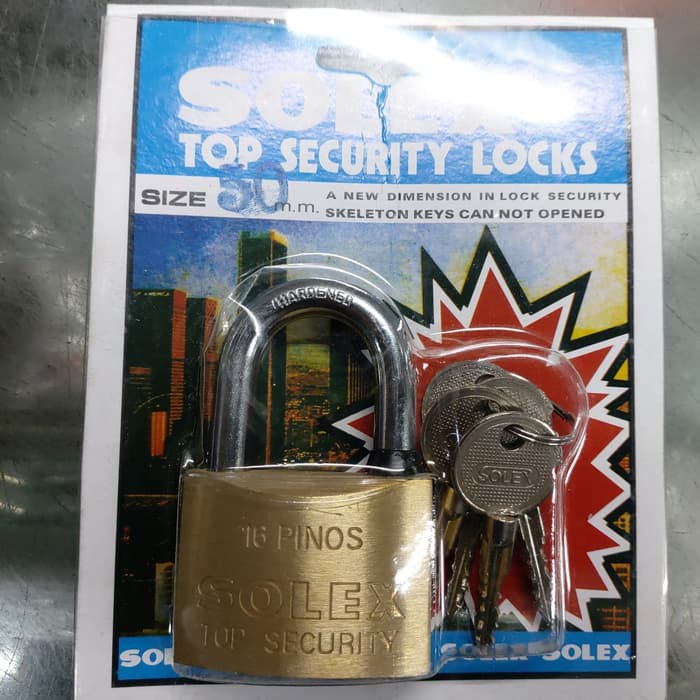 SOLEX
TOP SECURITY LOCKS
SIZE 50 m.m.
A NEW DIMENSION IN LOCK SECURITY
SKELETON KEYS CAN NOT OPENED
HARDENED
SOLEX
16 PINOS
SOLEX
TOP SECURITY
SOLEX SOLEX